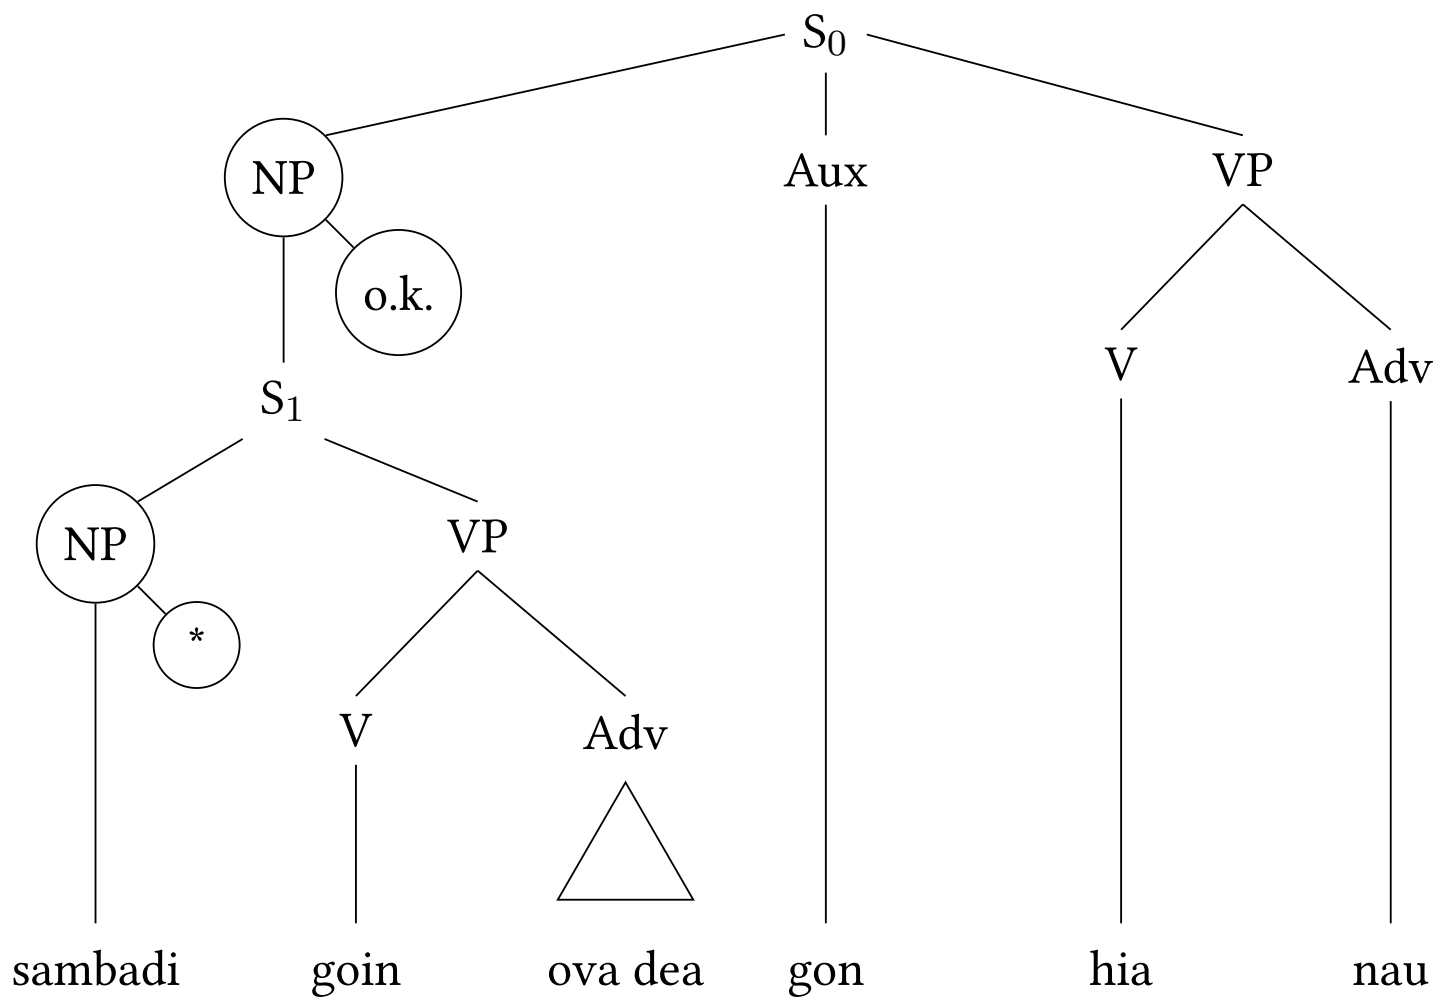 S₀
NP Aux VP
o.k.
V Adv
S₁
NP VP
*
V Adv
sambadi goin ova dea gon hia nau